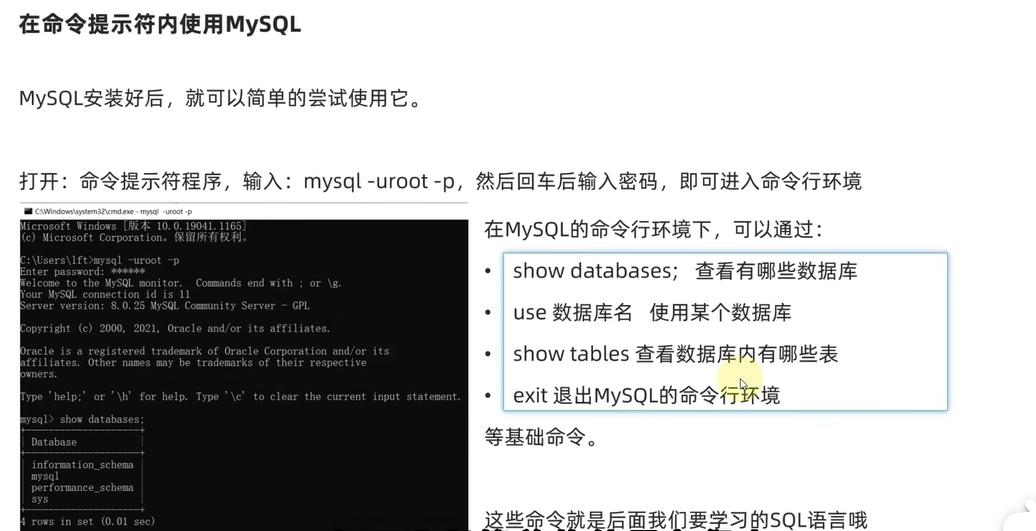 在命令提示符内使用MySQL
MySQL安装好后，就可以简单的尝试使用它。
打开：命令提示符程序，输入：mysql -uroot -p，然后回车后输入密码，即可进入命令行环境
C:\Windows\system32\cmd.exe - mysql -uroot -p
Microsoft Windows [版本 10.0.19041.1165]
(c) Microsoft Corporation。保留所有权利。
C:\Users\lft>mysql -uroot -p
Enter password: ******
Welcome to the MySQL monitor.  Commands end with ; or \g.
Your MySQL connection id is 11
Server version: 8.0.25 MySQL Community Server - GPL
Copyright (c) 2000, 2021, Oracle and/or its affiliates.
Oracle is a registered trademark of Oracle Corporation and/or its
affiliates. Other names may be trademarks of their respective
owners.
Type 'help;' or '\h' for help. Type '\c' to clear the current input statement.
mysql> show databases;
+--------------------+
| Database           |
+--------------------+
| information_schema |
| mysql              |
| performance_schema |
| sys                |
+--------------------+
4 rows in set (0.01 sec)
在MySQL的命令行环境下，可以通过：
• show databases； 查看有哪些数据库
• use 数据库名 使用某个数据库
• show tables 查看数据库内有哪些表
• exit 退出MySQL的命令行环境
等基础命令。
这些命令就是后面我们要学习的SQL语言哦